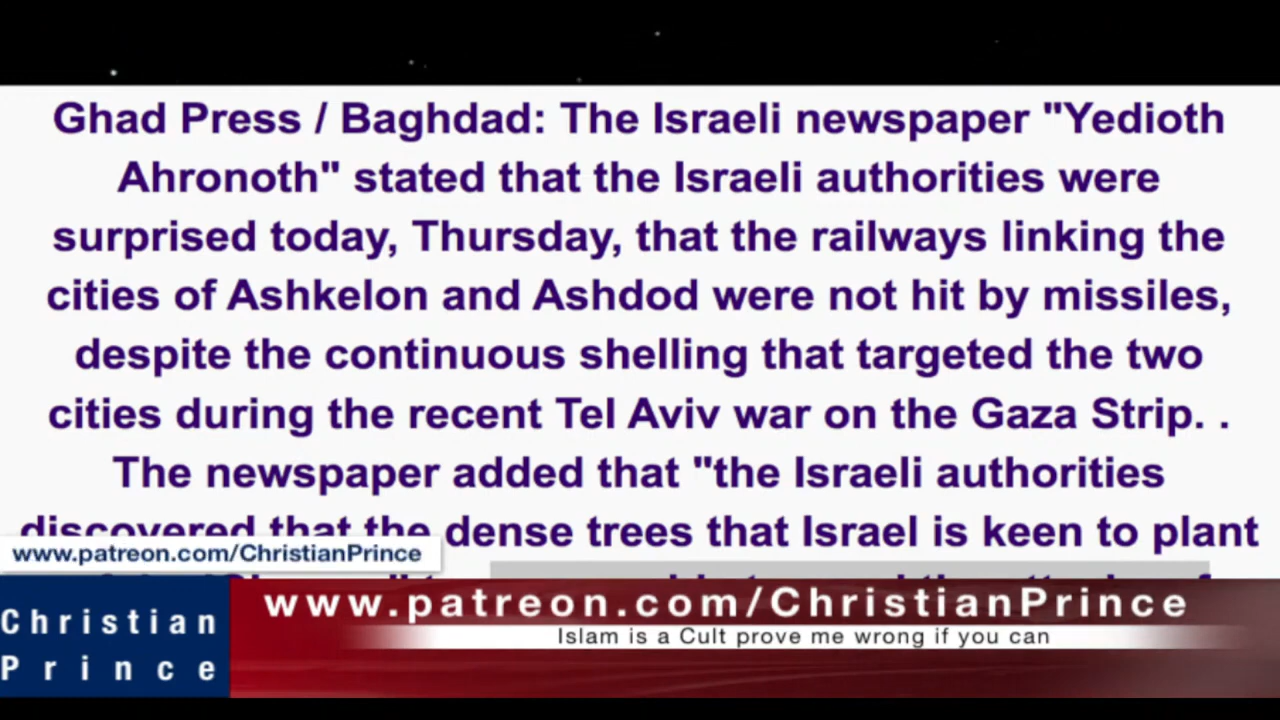 Ghad Press / Baghdad: The Israeli newspaper "Yedioth
Ahronoth" stated that the Israeli authorities were
surprised today, Thursday, that the railways linking the
cities of Ashkelon and Ashdod were not hit by missiles,
despite the continuous shelling that targeted the two
cities during the recent Tel Aviv war on the Gaza Strip. .
The newspaper added that "the Israeli authorities
discovered that the dense trees that Israel is keen to plant
www.patreon.com/ChristianPrince
Christian
Prince
www.patreon.com/ChristianPrince
Islam is a Cult prove me wrong if you can